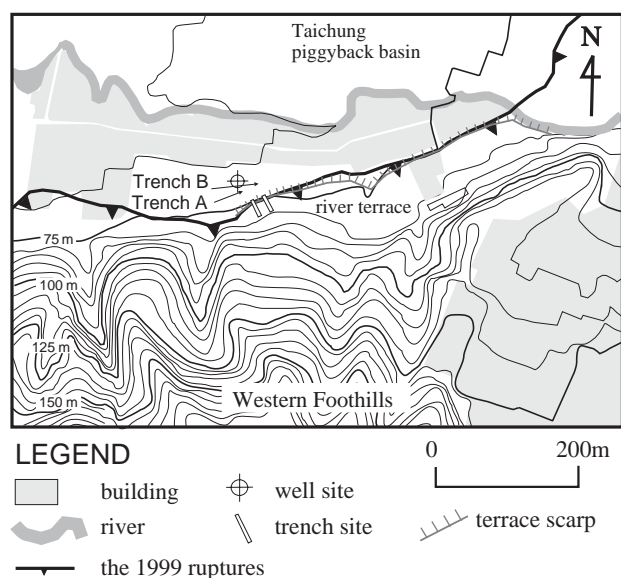 Taichung
piggyback basin
N
Trench B
Trench A
river terrace
75 m
100 m
125 m
150 m
Western Foothills
LEGEND
0 200m
building
well site
river
trench site
terrace scarp
the 1999 ruptures